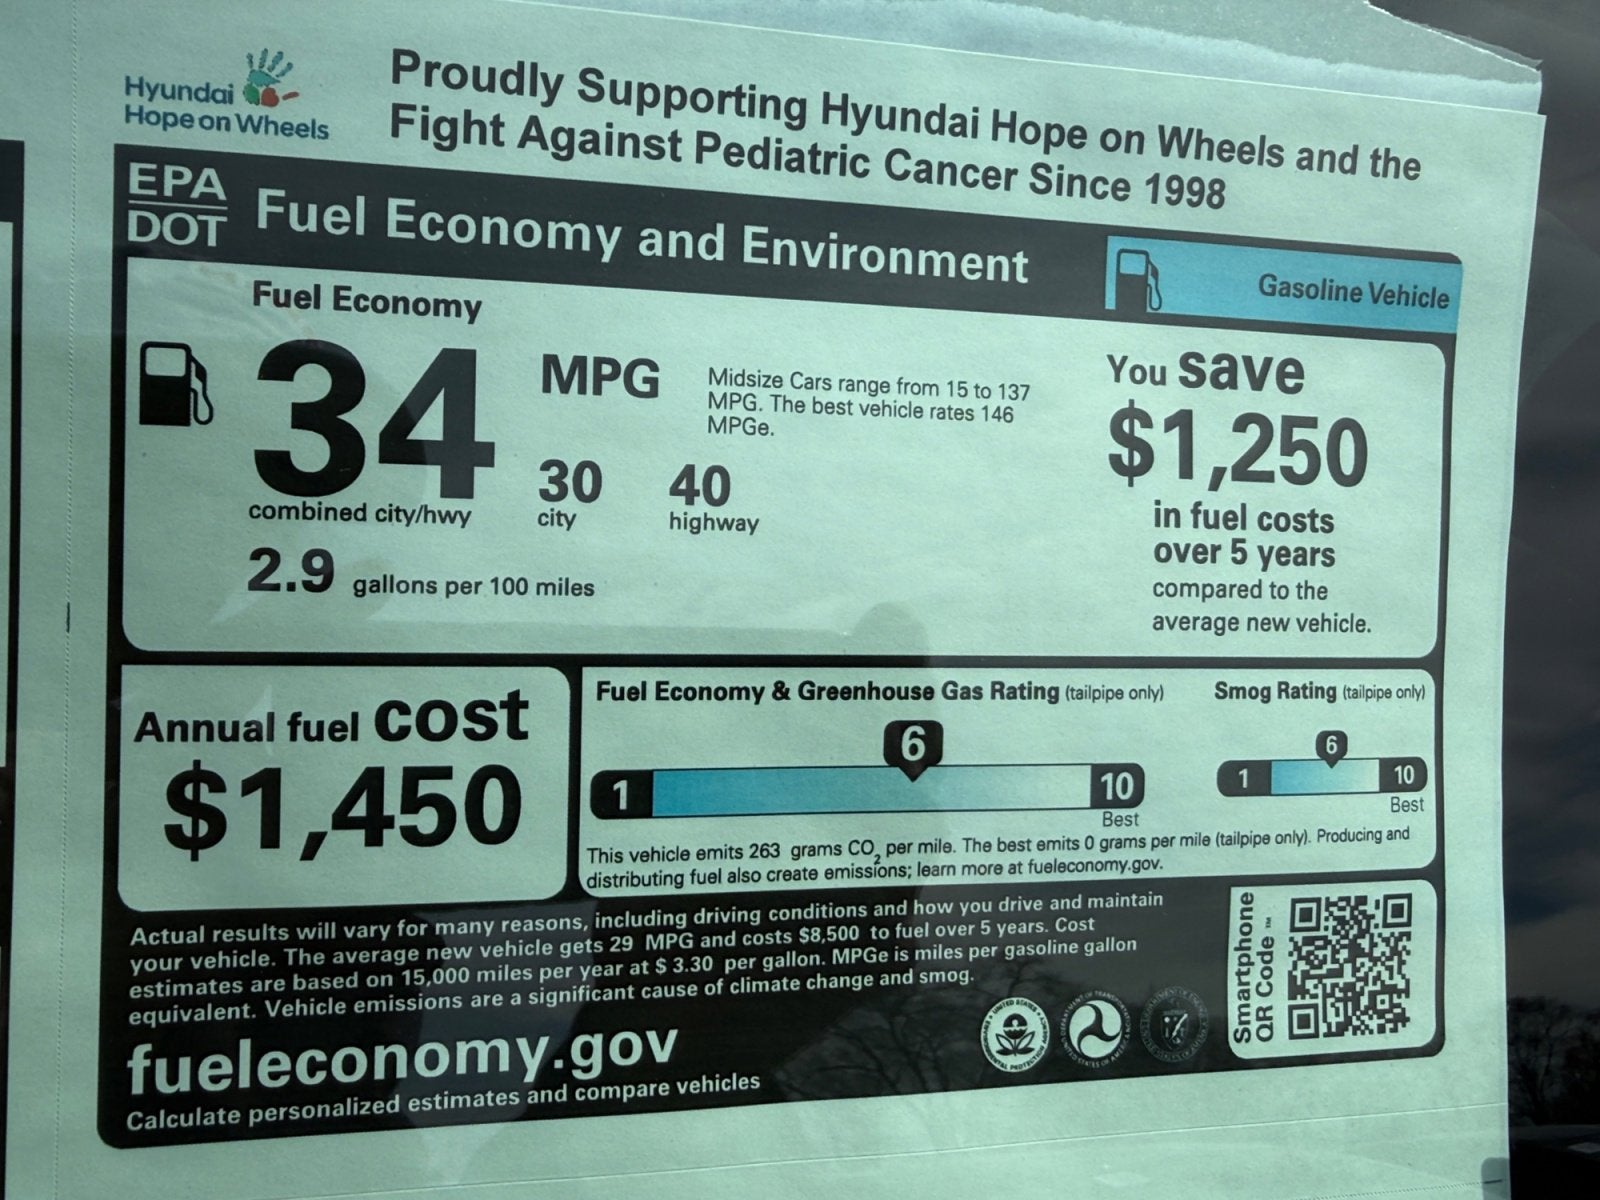 Hyundai
Hope on Wheels
Proudly Supporting Hyundai Hope on Wheels and the
Fight Against Pediatric Cancer Since 1998
EPA
DOT
Fuel Economy and Environment
Gasoline Vehicle
Fuel Economy
34
MPG
Midsize Cars range from 15 to 137
MPG. The best vehicle rates 146
MPGe.
combined city/hwy
30
city
40
highway
2.9 gallons per 100 miles
You save
$1,250
in fuel costs
over 5 years
compared to the
average new vehicle.
Annual fuel cost
$1,450
Fuel Economy & Greenhouse Gas Rating (tailpipe only)
6
1
10
Best
Smog Rating (tailpipe only)
6
1
10
Best
This vehicle emits 263 grams CO2 per mile. The best emits 0 grams per mile (tailpipe only). Producing and
distributing fuel also create emissions; learn more at fueleconomy.gov.
Actual results will vary for many reasons, including driving conditions and how you drive and maintain
your vehicle. The average new vehicle gets 29 MPG and costs $8,500 to fuel over 5 years. Cost
estimates are based on 15,000 miles per year at $ 3.30 per gallon. MPGe is miles per gasoline gallon
equivalent. Vehicle emissions are a significant cause of climate change and smog.
fueleconomy.gov
Calculate personalized estimates and compare vehicles
Smartphone
QR Code ™